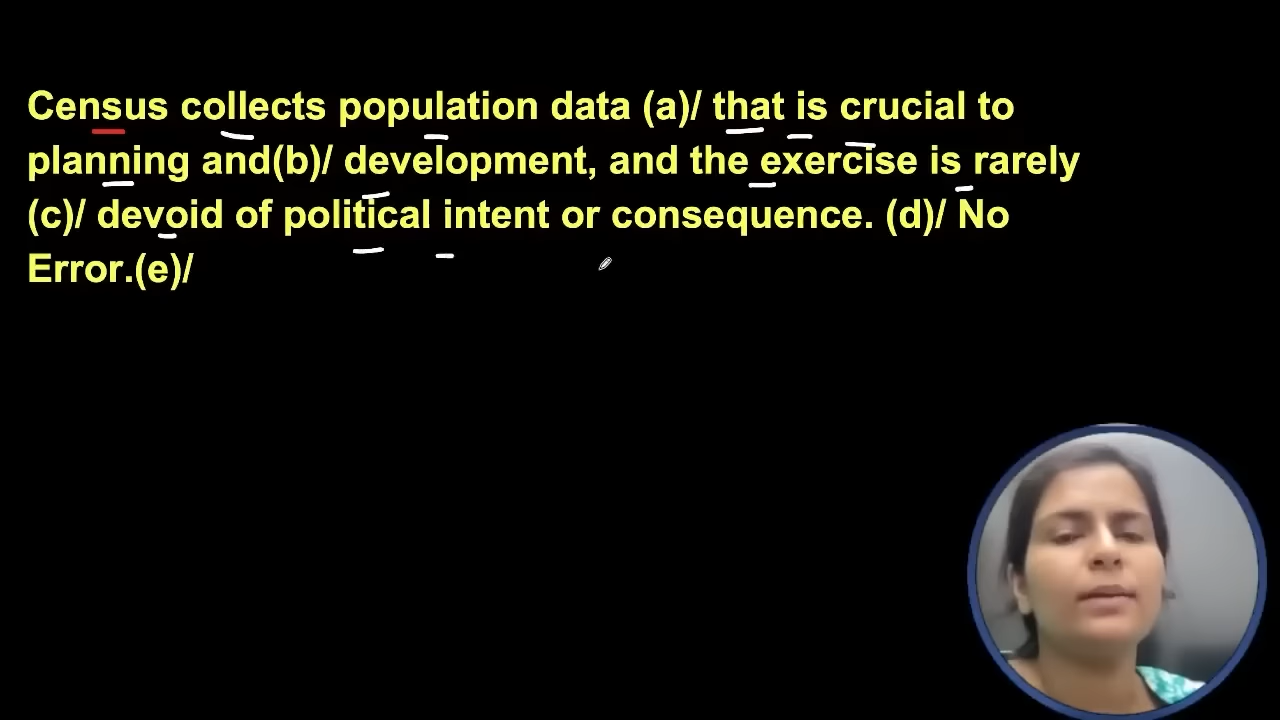 Census collects population data (a)/ that is crucial to
planning and(b)/ development, and the exercise is rarely
(c)/ devoid of political intent or consequence. (d)/ No
Error.(e)/